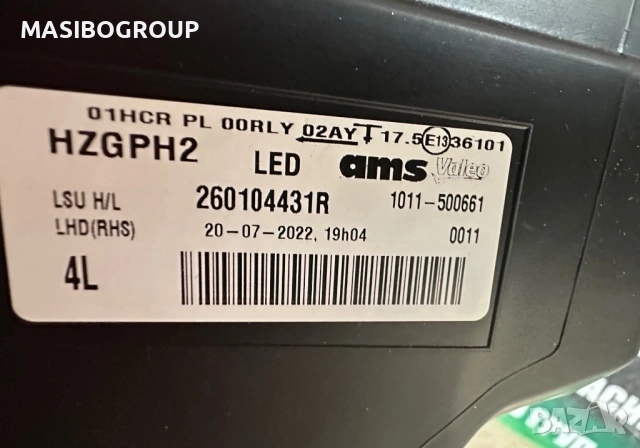 MASIBOGROUP
01HCR PL 00RLY 02AY 17.5 E13 36101
HZGPH2 LED ams Valeo
LSU H/L 260104431R 1011-500661
LHD(RHS) 20-07-2022, 19h04 0011
4L
BAZAR